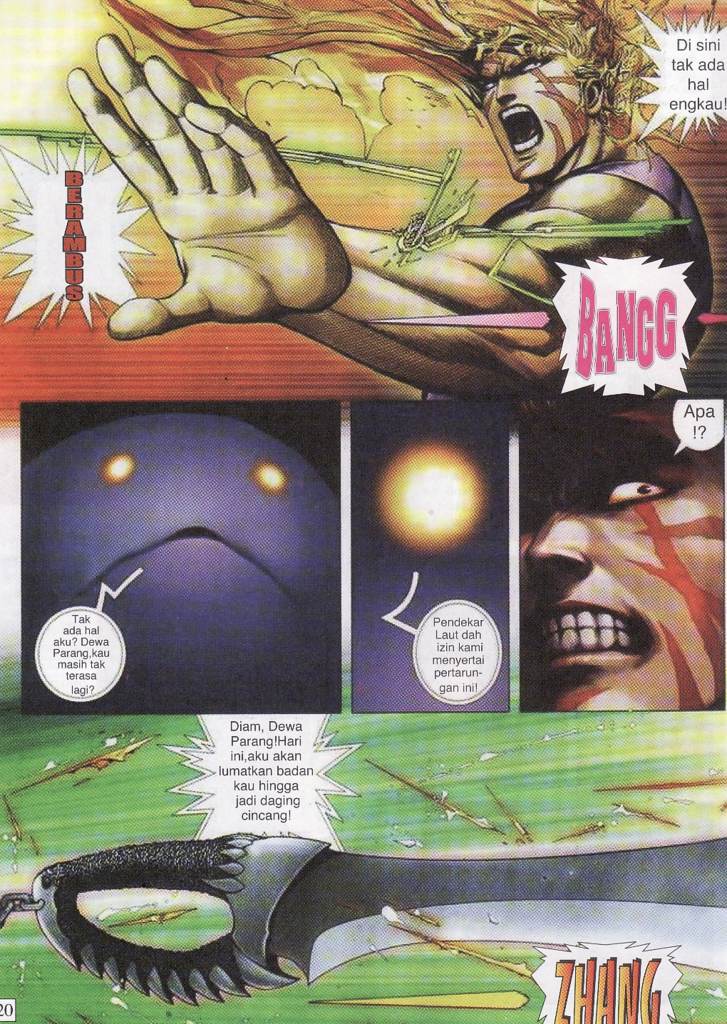 Di sini
tak ada
hal
engkau!
BERAMBUS
BANGG
Apa
!?
Tak
ada hal
aku? Dewa
Parang,kau
masih tak
terasa
lagi?
Pendekar
Laut dah
izin kami
menyertai
pertarun-
gan ini!
Diam, Dewa
Parang!Hari
ini,aku akan
lumatkan badan
kau hingga
jadi daging
cincang!
ZHANG
20